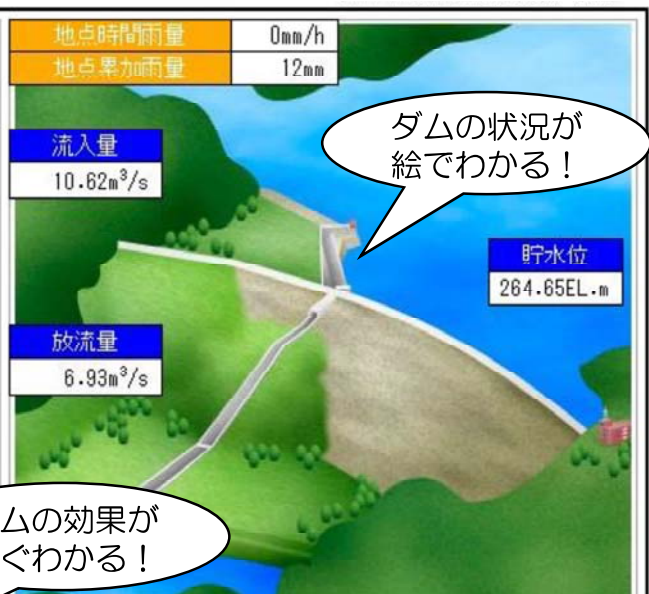 地点時間雨量 0mm/h
地点累加雨量 12mm
ダムの状況が
絵でわかる！
流入量
10.62m³/s
貯水位
264.65EL.m
放流量
6.93m³/s
ムの効果が
ぐわかる！